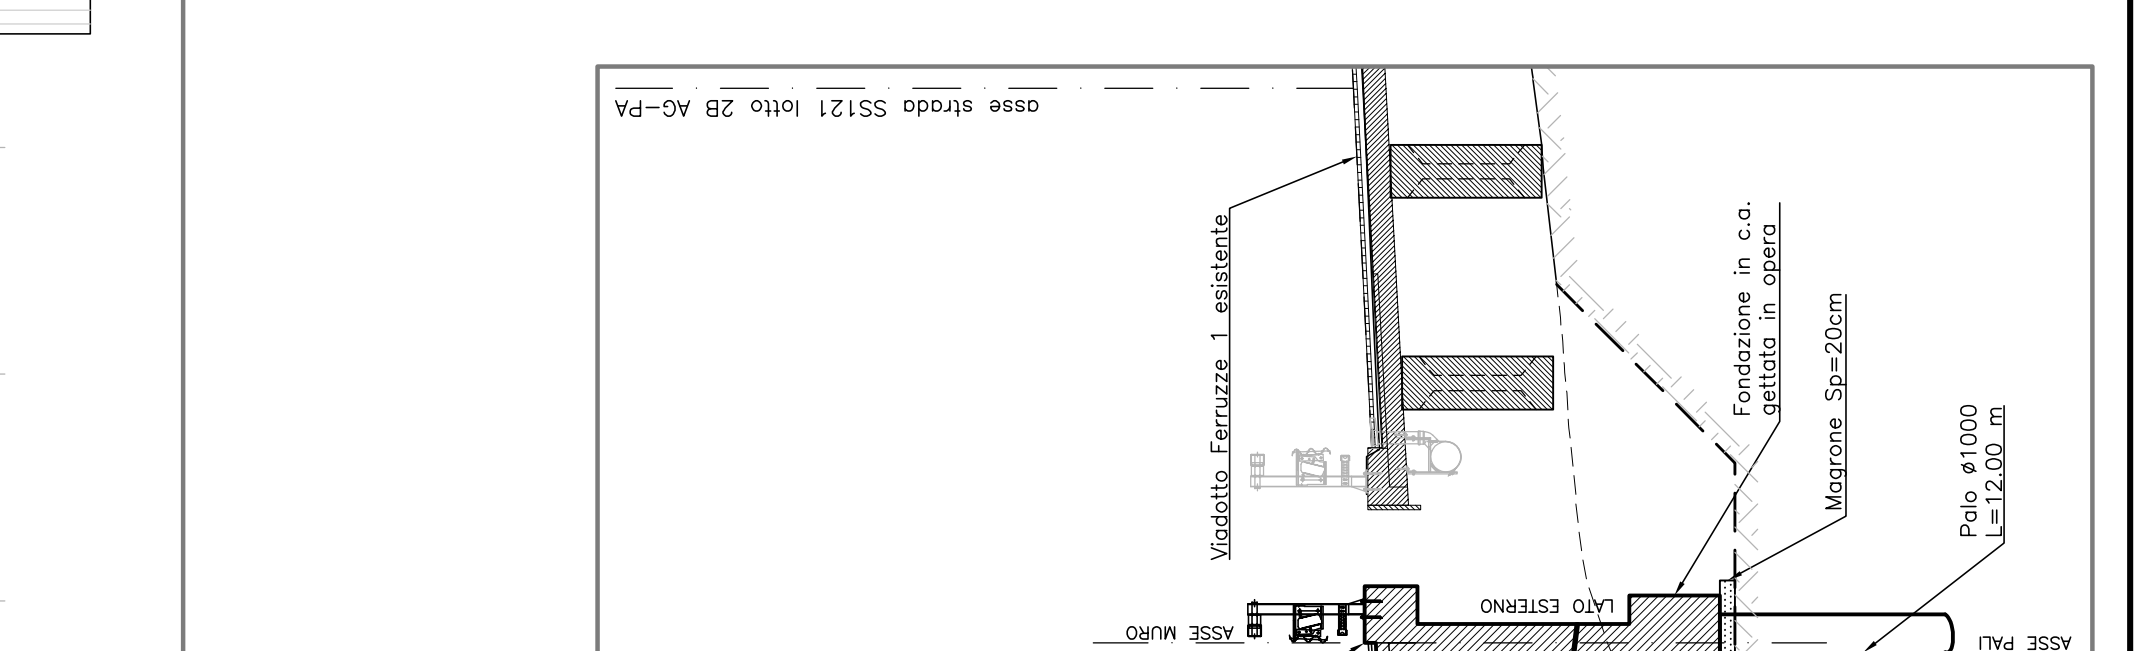 asse strada SS121 lotto 2B AG-PA
Viadotto Ferruzze 1 esistente
Fondazione in c.a.
gettata in opera
Magrone Sp=20cm
Palo ø1000
L=12.00 m
LATO ESTERNO
ASSE MURO
ASSE PALI